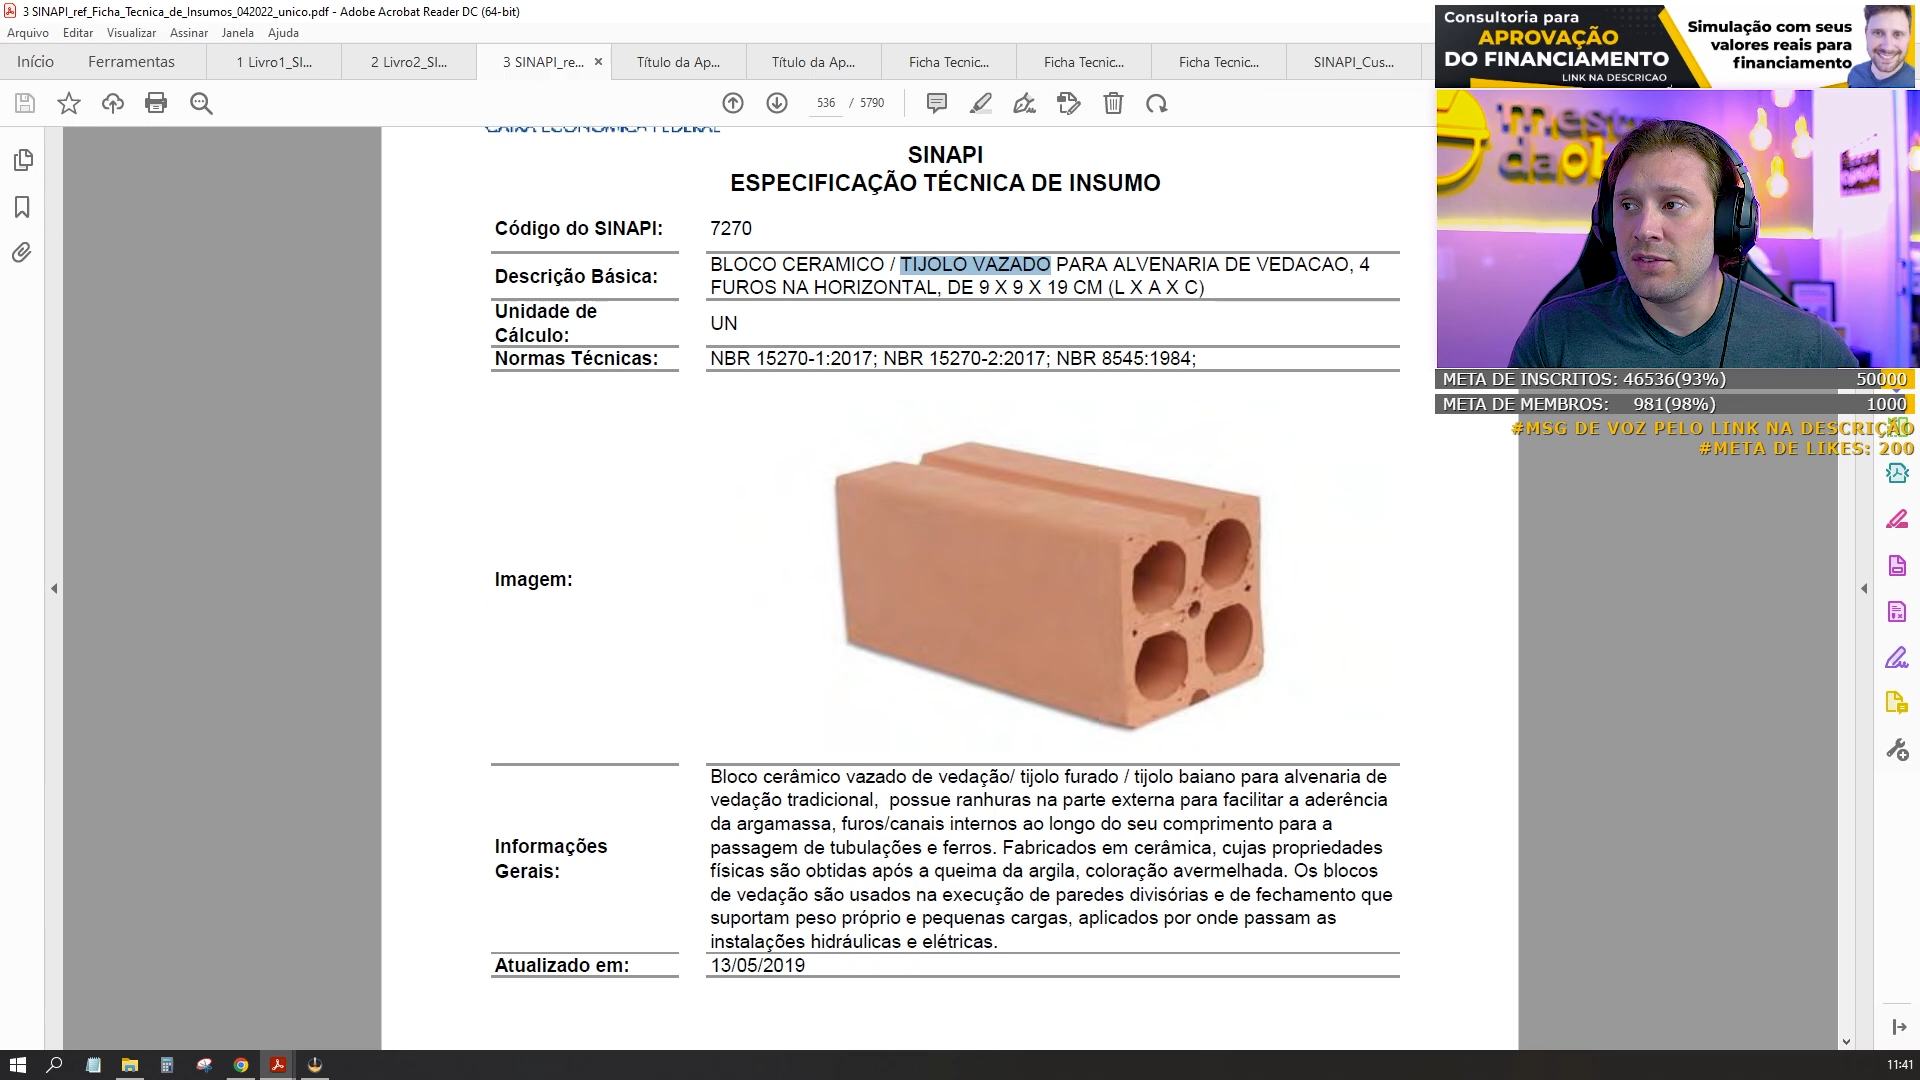 3 SINAPI_ref_Ficha_Tecnica_de_Insumos_042022_unico.pdf - Adobe Acrobat Reader DC (64-bit)
Arquivo Editar Visualizar Assinar Janela Ajuda
Início Ferramentas 1 Livro1_SI... 2 Livro2_SI... 3 SINAPI_re... × Título da Ap... Título da Ap... Ficha Tecnic... Ficha Tecnic... Ficha Tecnic... SINAPI_Cus...
536 / 5790
Consultoria para
APROVAÇÃO
DO FINANCIAMENTO
LINK NA DESCRICAO
Simulação com seus
valores reais para
financiamento
CAIXA ECONÔMICA FEDERAL
SINAPI
ESPECIFICAÇÃO TÉCNICA DE INSUMO
Código do SINAPI: 7270
Descrição Básica: BLOCO CERAMICO / TIJOLO VAZADO PARA ALVENARIA DE VEDACAO, 4
FUROS NA HORIZONTAL, DE 9 X 9 X 19 CM (L X A X C)
Unidade de
Cálculo: UN
Normas Técnicas: NBR 15270-1:2017; NBR 15270-2:2017; NBR 8545:1984;
Imagem:
Informações
Gerais:
Bloco cerâmico vazado de vedação/ tijolo furado / tijolo baiano para alvenaria de
vedação tradicional, possue ranhuras na parte externa para facilitar a aderência
da argamassa, furos/canais internos ao longo do seu comprimento para a
passagem de tubulações e ferros. Fabricados em cerâmica, cujas propriedades
físicas são obtidas após a queima da argila, coloração avermelhada. Os blocos
de vedação são usados na execução de paredes divisórias e de fechamento que
suportam peso próprio e pequenas cargas, aplicados por onde passam as
instalações hidráulicas e elétricas.
Atualizado em: 13/05/2019
META DE INSCRITOS: 46536(93%) 50000
META DE MEMBROS: 981(98%) 1000
#MSG DE VOZ PELO LINK NA DESCRIÇÃO
#META DE LIKES: 200
11:41